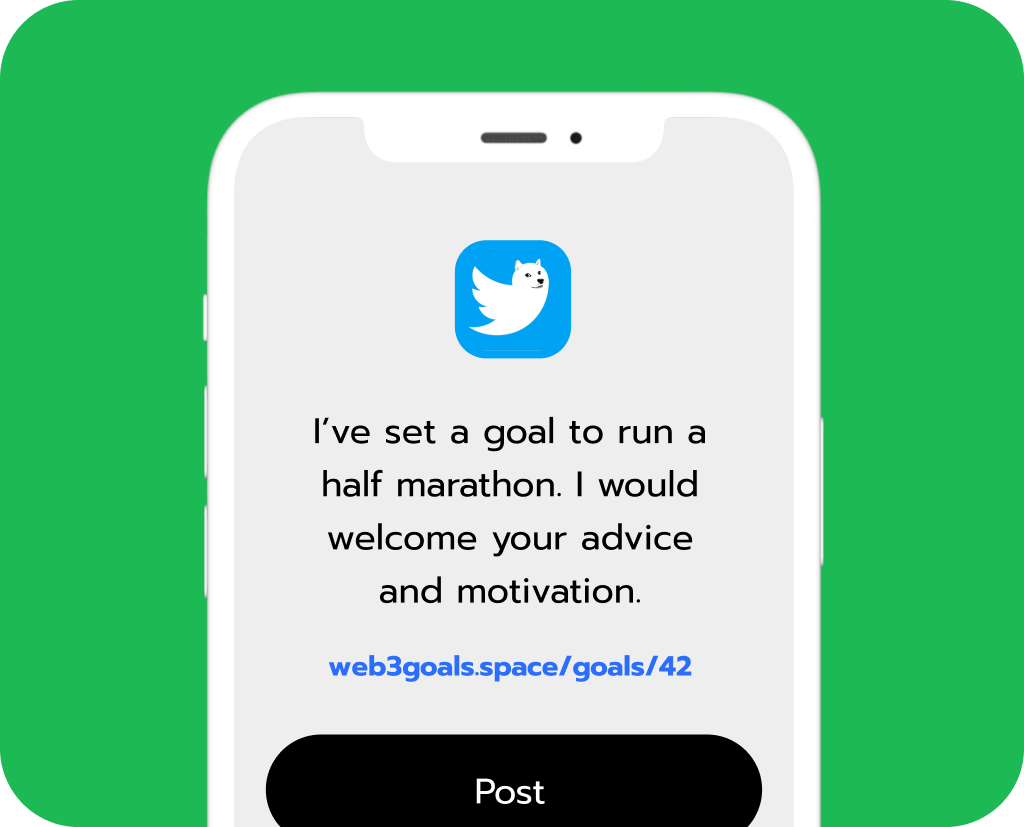 I’ve set a goal to run a
half marathon. I would
welcome your advice
and motivation.
web3goals.space/goals/42
Post